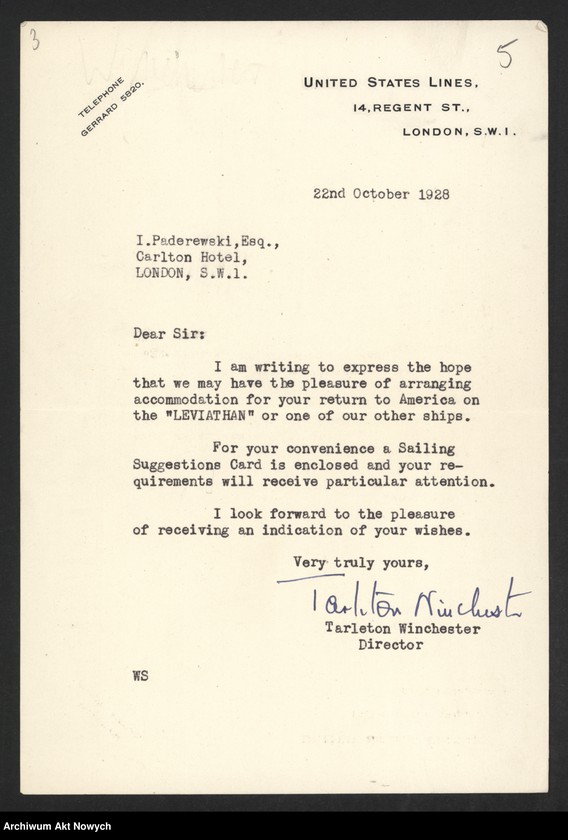 3
5
TELEPHONE
GERRARD 5820.
UNITED STATES LINES,
14, REGENT ST.,
LONDON, S.W.1.
22nd October 1928
I.Paderewski,Esq.,
Carlton Hotel,
LONDON, S.W.1.
Dear Sir:
I am writing to express the hope
that we may have the pleasure of arranging
accommodation for your return to America on
the "LEVIATHAN" or one of our other ships.
For your convenience a Sailing
Suggestions Card is enclosed and your re-
quirements will receive particular attention.
I look forward to the pleasure
of receiving an indication of your wishes.
Very truly yours,
Tarleton Winchester
Tarleton Winchester
Director
WS
Archiwum Akt Nowych